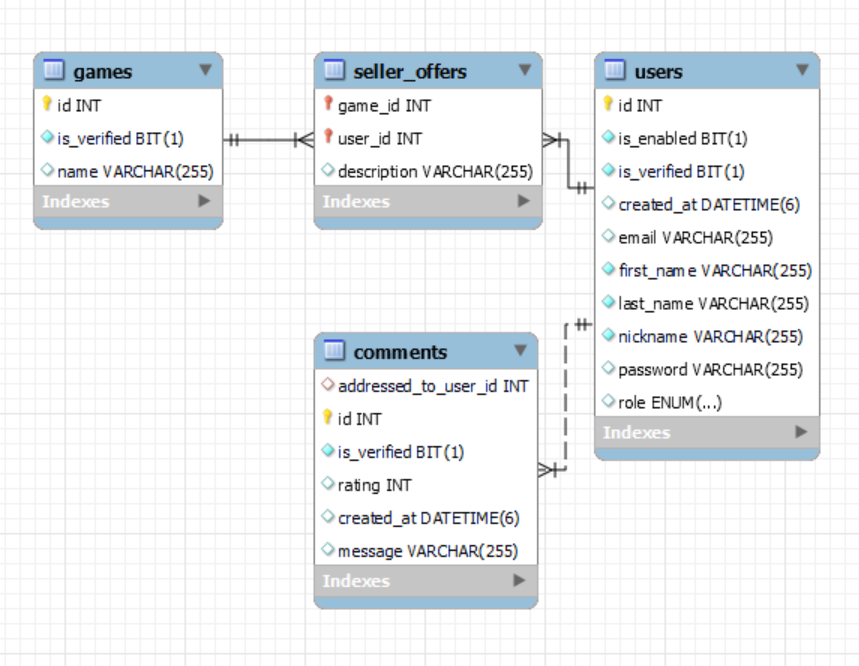 games
id INT
is_verified BIT(1)
name VARCHAR(255)
Indexes
seller_offers
game_id INT
user_id INT
description VARCHAR(255)
Indexes
users
id INT
is_enabled BIT(1)
is_verified BIT(1)
created_at DATETIME(6)
email VARCHAR(255)
first_name VARCHAR(255)
last_name VARCHAR(255)
nickname VARCHAR(255)
password VARCHAR(255)
role ENUM(...)
Indexes
comments
addressed_to_user_id INT
id INT
is_verified BIT(1)
rating INT
created_at DATETIME(6)
message VARCHAR(255)
Indexes